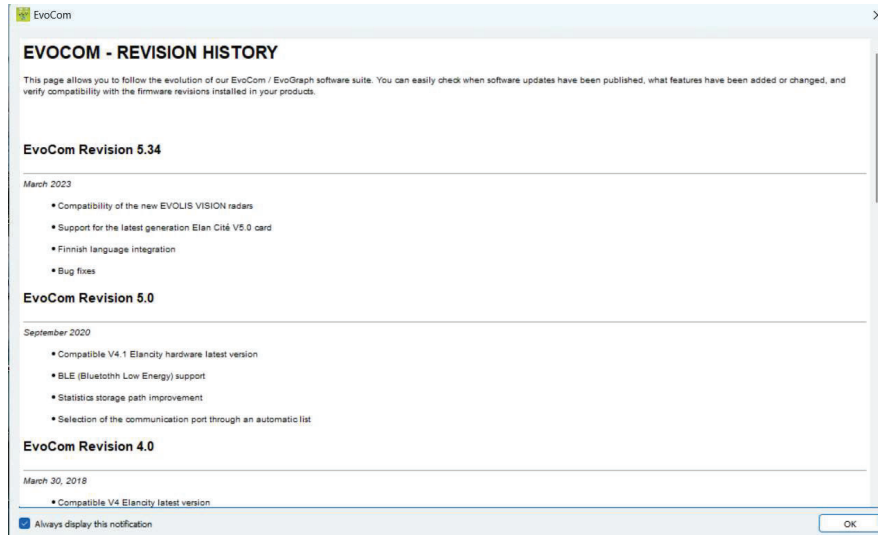 EvoCom
EVOCOM - REVISION HISTORY
This page allows you to follow the evolution of our EvoCom / EvoGraph software suite. You can easily check when software updates have been published, what features have been added or changed, and
verify compatibility with the firmware revisions installed in your products.
EvoCom Revision 5.34
March 2023
• Compatibility of the new EVOLIS VISION radars
• Support for the latest generation Elan Cité V5.0 card
• Finnish language integration
• Bug fixes
EvoCom Revision 5.0
September 2020
• Compatible V4.1 Elancity hardware latest version
• BLE (Bluetothh Low Energy) support
• Statistics storage path improvement
• Selection of the communication port through an automatic list
EvoCom Revision 4.0
March 30, 2018
• Compatible V4 Elancity latest version
Always display this notification
OK